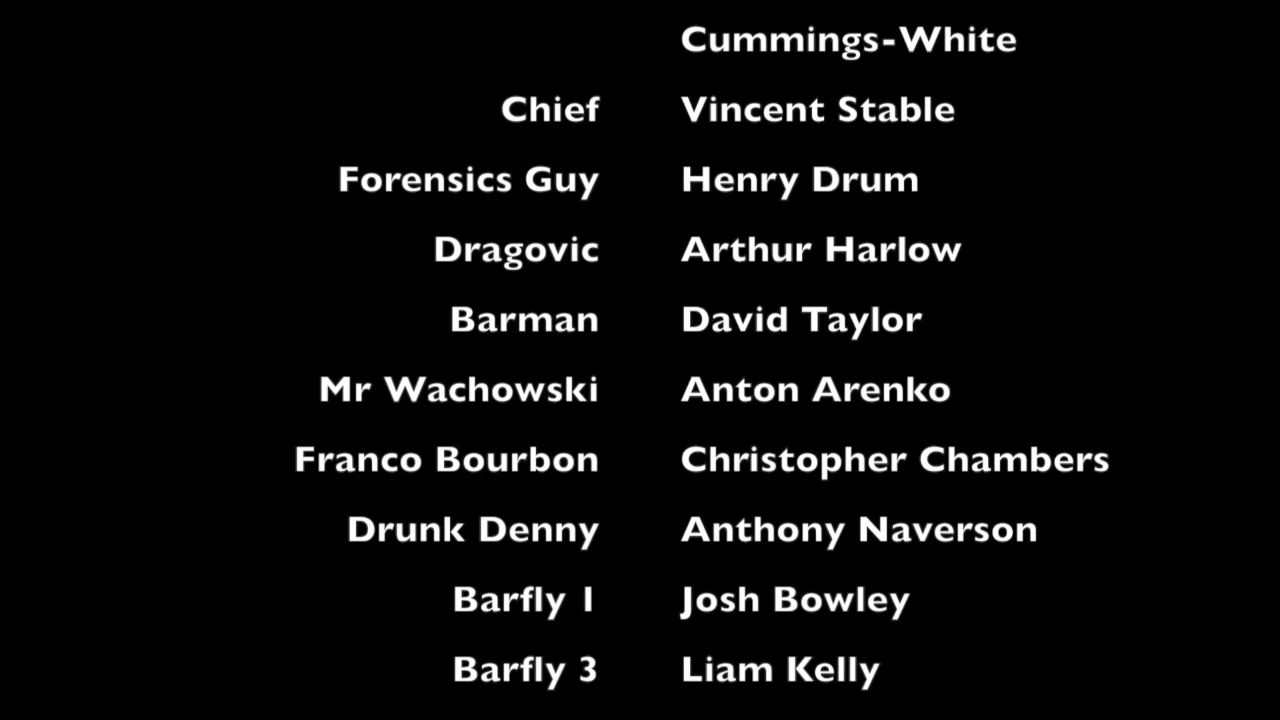 Cummings-White
Chief Vincent Stable
Forensics Guy Henry Drum
Dragovic Arthur Harlow
Barman David Taylor
Mr Wachowski Anton Arenko
Franco Bourbon Christopher Chambers
Drunk Denny Anthony Naverson
Barfly 1 Josh Bowley
Barfly 3 Liam Kelly